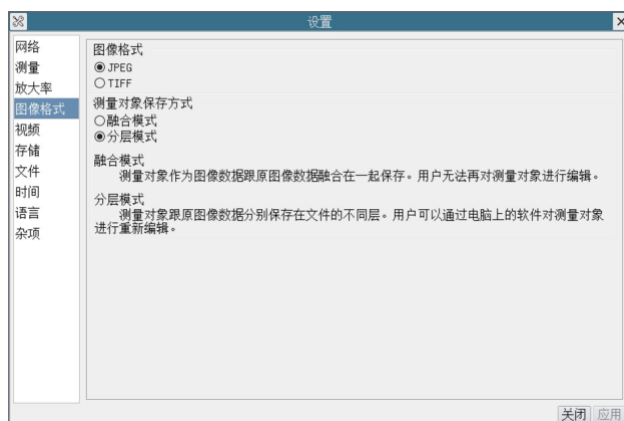 设置
网络
测量
放大率
图像格式
视频
存储
文件
时间
语言
杂项
图像格式
JPEG
TIFF
测量对象保存方式
融合模式
分层模式
融合模式
测量对象作为图像数据跟原图像数据融合在一起保存。用户无法再对测量对象进行编辑。
分层模式
测量对象跟原图像数据分别保存在文件的不同层。用户可以通过电脑上的软件对测量对象
进行重新编辑。
关闭 应用